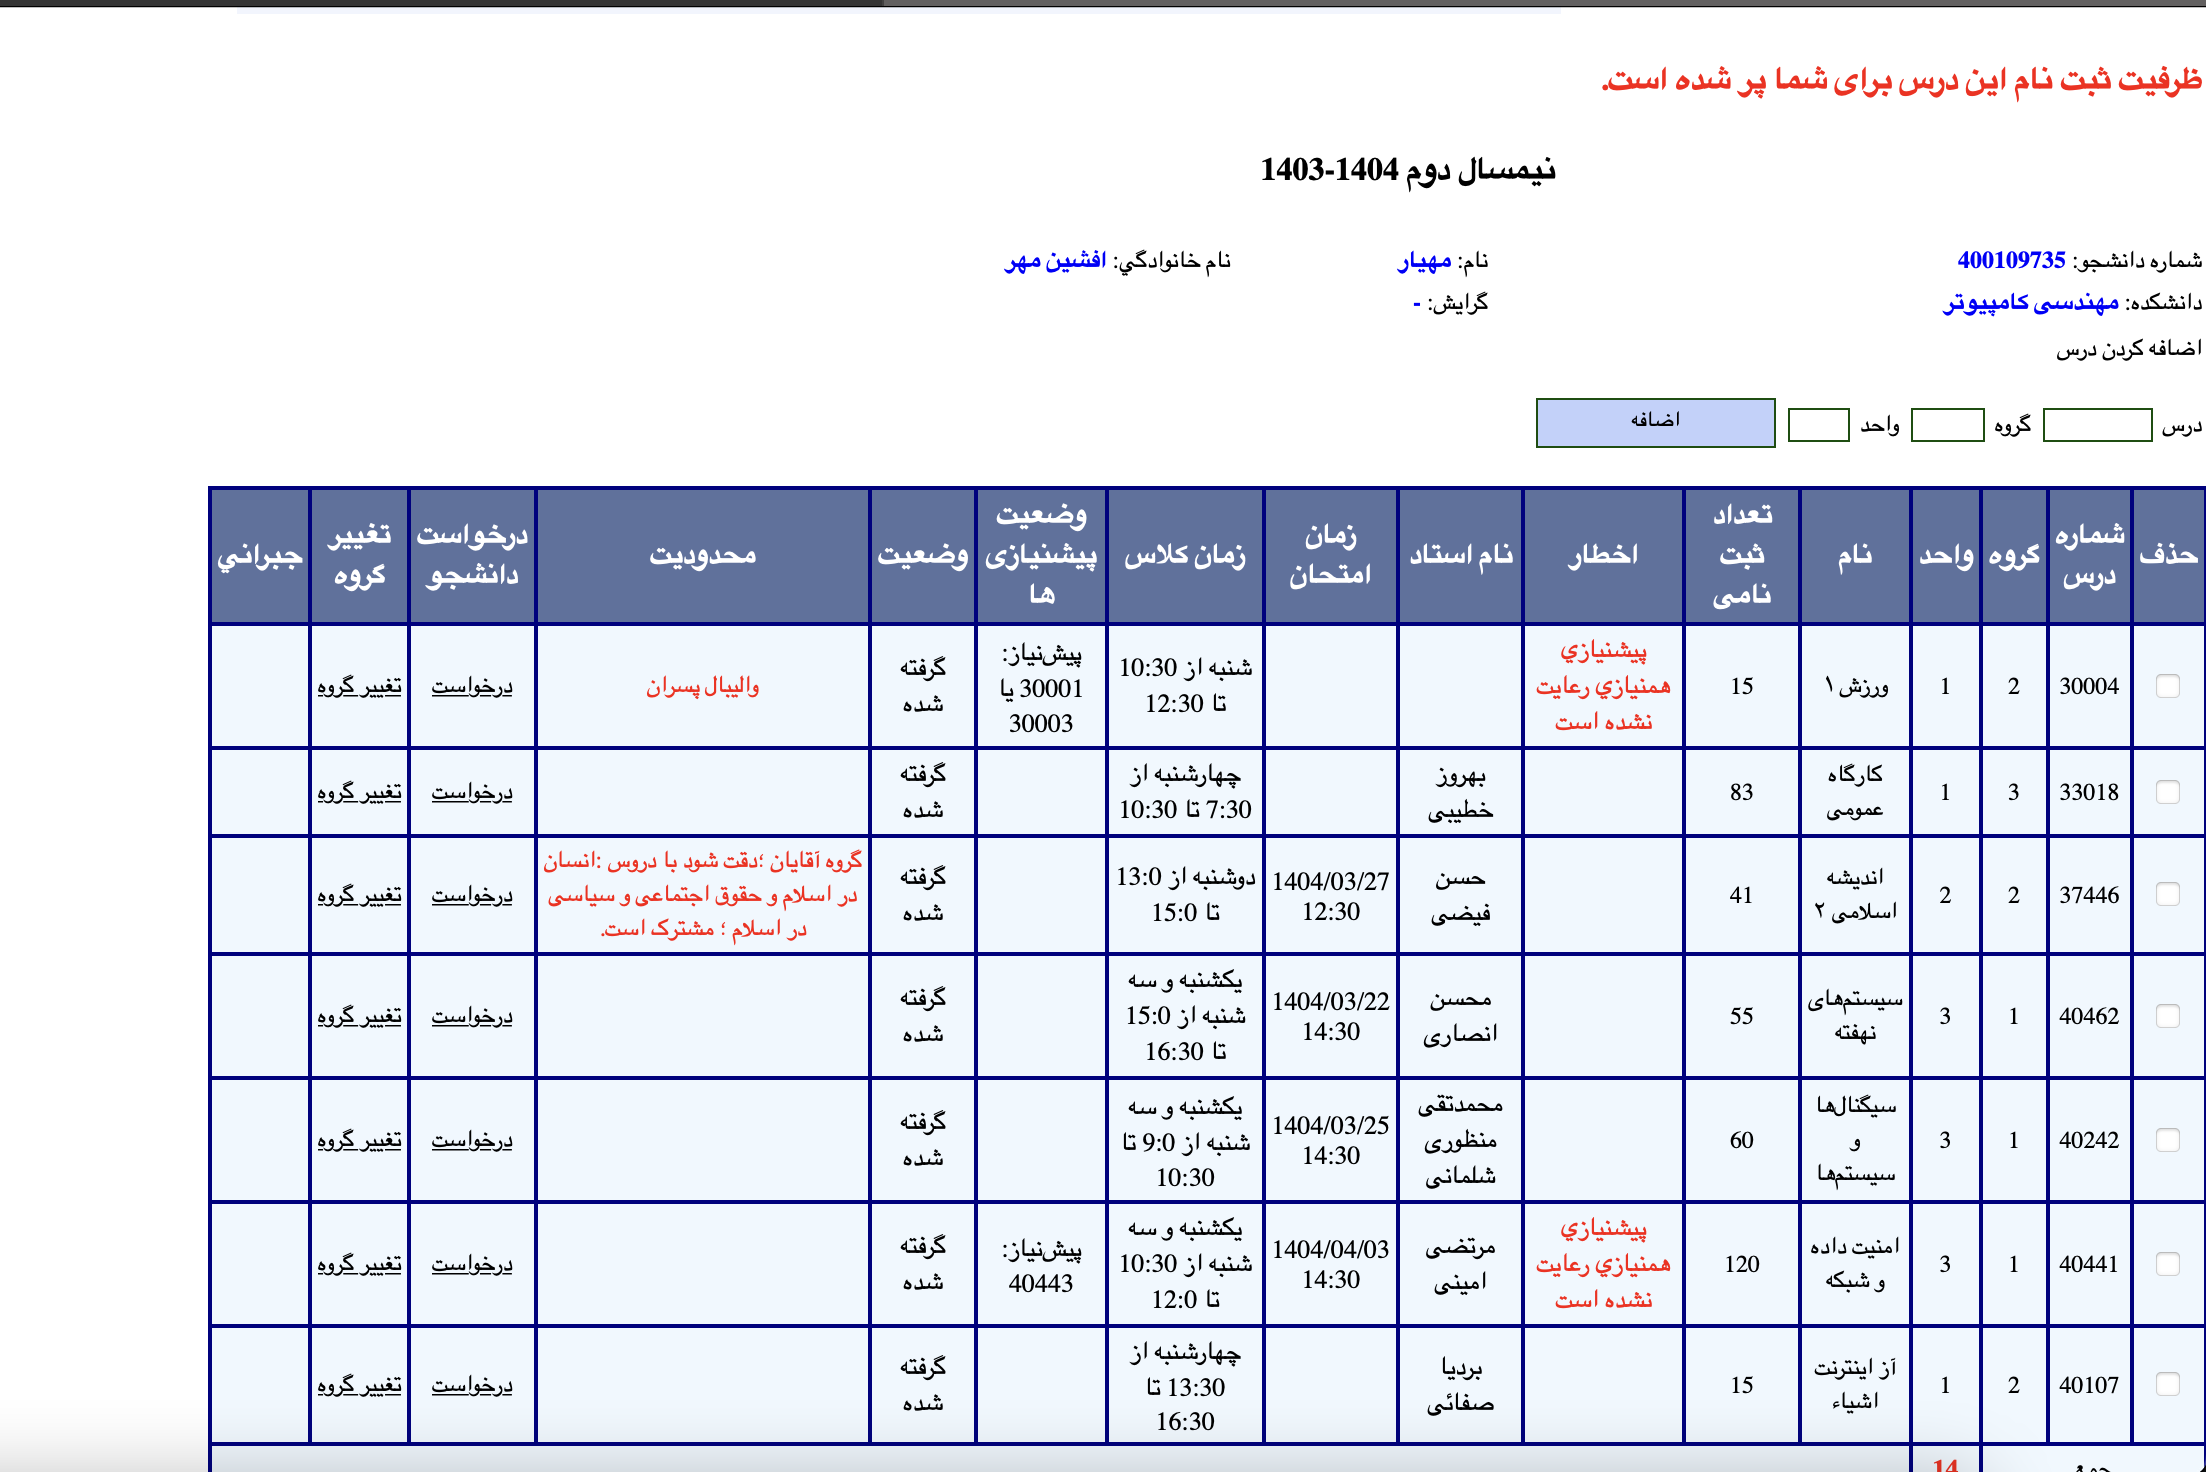 ظرفیت ثبت نام این درس برای شما پر شده است.
نیمسال دوم 1404-1403
شماره دانشجو: 400109735 نام: مهیار نام خانوادگي: افشین مهر
دانشکده: مهندسی کامپیوتر گرایش: -
اضافه کردن درس
درس گروه واحد اضافه
حذف شماره درس گروه واحد نام تعداد ثبت نامی اخطار نام استاد زمان امتحان زمان کلاس وضعیت پیشنیازی ها وضعیت محدودیت درخواست دانشجو تغییر گروه جبراني
30004 2 1 ورزش ۱ 15 پیشنیازي همنیازي رعایت نشده است شنبه از 10:30 تا 12:30 پیش‌نیاز: 30001 یا 30003 گرفته شده والیبال پسران درخواست تغییر گروه
33018 3 1 کارگاه عمومی 83 بهروز خطیبی چهارشنبه از 7:30 تا 10:30 گرفته شده درخواست تغییر گروه
37446 2 2 اندیشه اسلامی ۲ 41 حسن فیضی 1404/03/27 12:30 دوشنبه از 13:0 تا 15:0 گرفته شده گروه آقایان ؛دقت شود با دروس :انسان در اسلام و حقوق اجتماعی و سیاسی در اسلام ؛ مشترک است. درخواست تغییر گروه
40462 1 3 سیستم‌های نهفته 55 محسن انصاری 1404/03/22 14:30 یکشنبه و سه شنبه از 15:0 تا 16:30 گرفته شده درخواست تغییر گروه
40242 1 3 سیگنال‌ها و سیستم‌ها 60 محمدتقی منظوری شلمانی 1404/03/25 14:30 یکشنبه و سه شنبه از 9:0 تا 10:30 گرفته شده درخواست تغییر گروه
40441 1 3 امنیت داده و شبکه 120 پیشنیازي همنیازي رعایت نشده است مرتضی امینی 1404/04/03 14:30 یکشنبه و سه شنبه از 10:30 تا 12:0 پیش‌نیاز: 40443 گرفته شده درخواست تغییر گروه
40107 2 1 آز اینترنت اشیاء 15 بردیا صفائی چهارشنبه از 13:30 تا 16:30 گرفته شده درخواست تغییر گروه
جمع 14